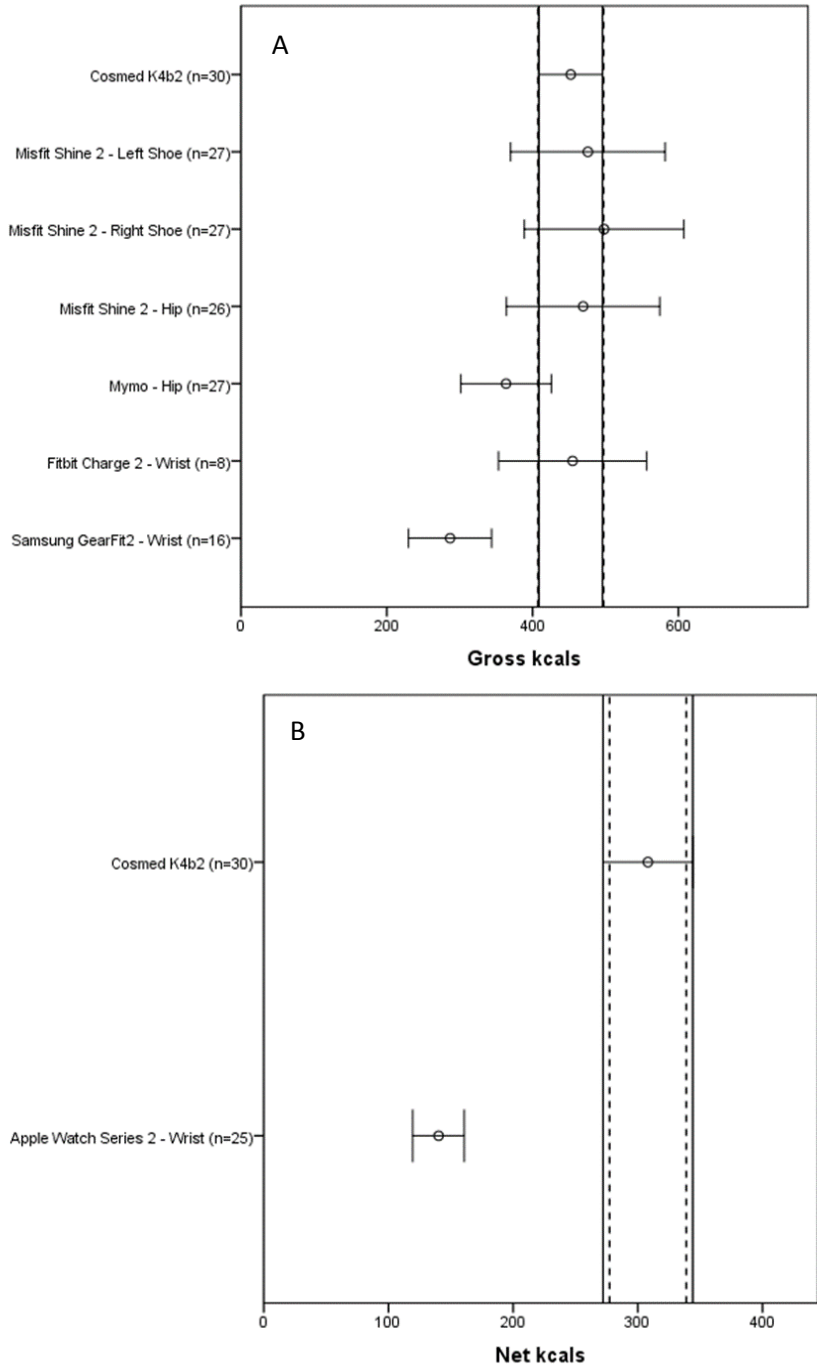 A
Cosmed K4b2 (n=30)
Misfit Shine 2 - Left Shoe (n=27)
Misfit Shine 2 - Right Shoe (n=27)
Misfit Shine 2 - Hip (n=26)
Mymo - Hip (n=27)
Fitbit Charge 2 - Wrist (n=8)
Samsung GearFit2 - Wrist (n=16)
0 200 400 600
Gross kcals
B
Cosmed K4b2 (n=30)
Apple Watch Series 2 - Wrist (n=25)
0 100 200 300 400
Net kcals